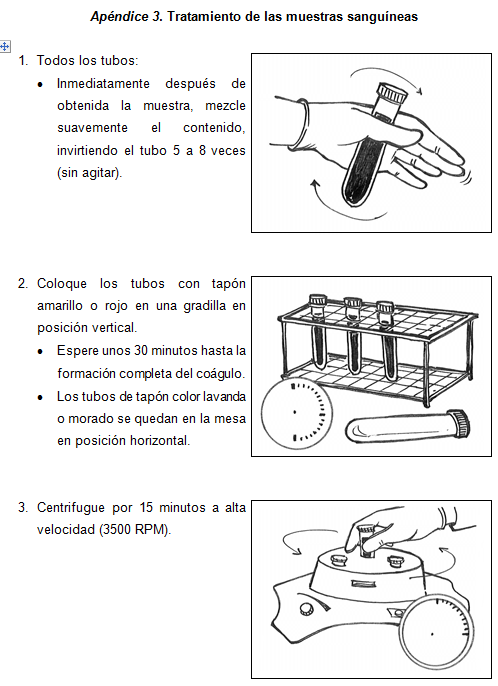 Apéndice 3. Tratamiento de las muestras sanguíneas
1. Todos los tubos:
• Inmediatamente después de
obtenida la muestra, mezcle
suavemente el contenido,
invirtiendo el tubo 5 a 8 veces
(sin agitar).
2. Coloque los tubos con tapón
amarillo o rojo en una gradilla en
posición vertical.
• Espere unos 30 minutos hasta la
formación completa del coágulo.
• Los tubos de tapón color lavanda
o morado se quedan en la mesa
en posición horizontal.
3. Centrifugue por 15 minutos a alta
velocidad (3500 RPM).